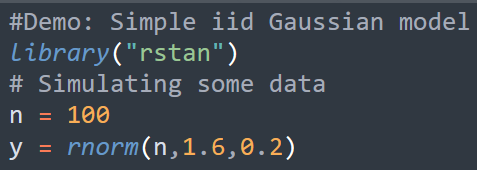 #Demo: Simple iid Gaussian model
library("rstan")
# Simulating some data
n = 100
y = rnorm(n,1.6,0.2)